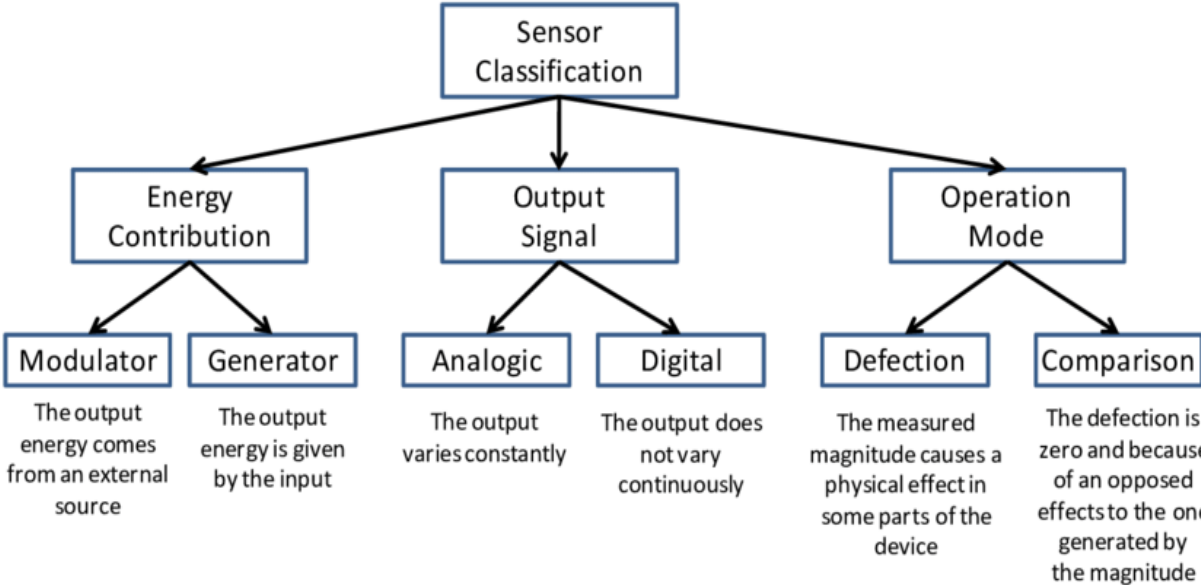 Sensor
Classification
Energy
Contribution
Output
Signal
Operation
Mode
Modulator
Generator
Analogic
Digital
Defection
Comparison
The output
energy comes
from an external
source
The output
energy is given
by the input
The output
varies constantly
The output does
not vary
continuously
The measured
magnitude causes a
physical effect in
some parts of the
device
The defection is
zero and because
of an opposed
effects to the one
generated by
the magnitude